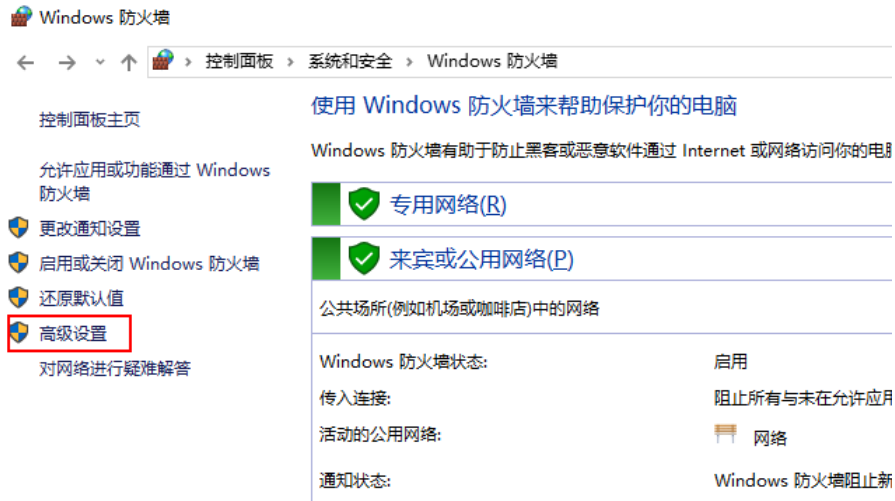 Windows 防火墙
控制面板 › 系统和安全 › Windows 防火墙
控制面板主页
允许应用或功能通过 Windows
防火墙
更改通知设置
启用或关闭 Windows 防火墙
还原默认值
高级设置
对网络进行疑难解答
使用 Windows 防火墙来帮助保护你的电脑
Windows 防火墙有助于防止黑客或恶意软件通过 Internet 或网络访问你的电
专用网络(R)
来宾或公用网络(P)
公共场所(例如机场或咖啡店)中的网络
Windows 防火墙状态: 启用
传入连接: 阻止所有与未在允许应用
活动的公用网络: 网络
通知状态: Windows 防火墙阻止新